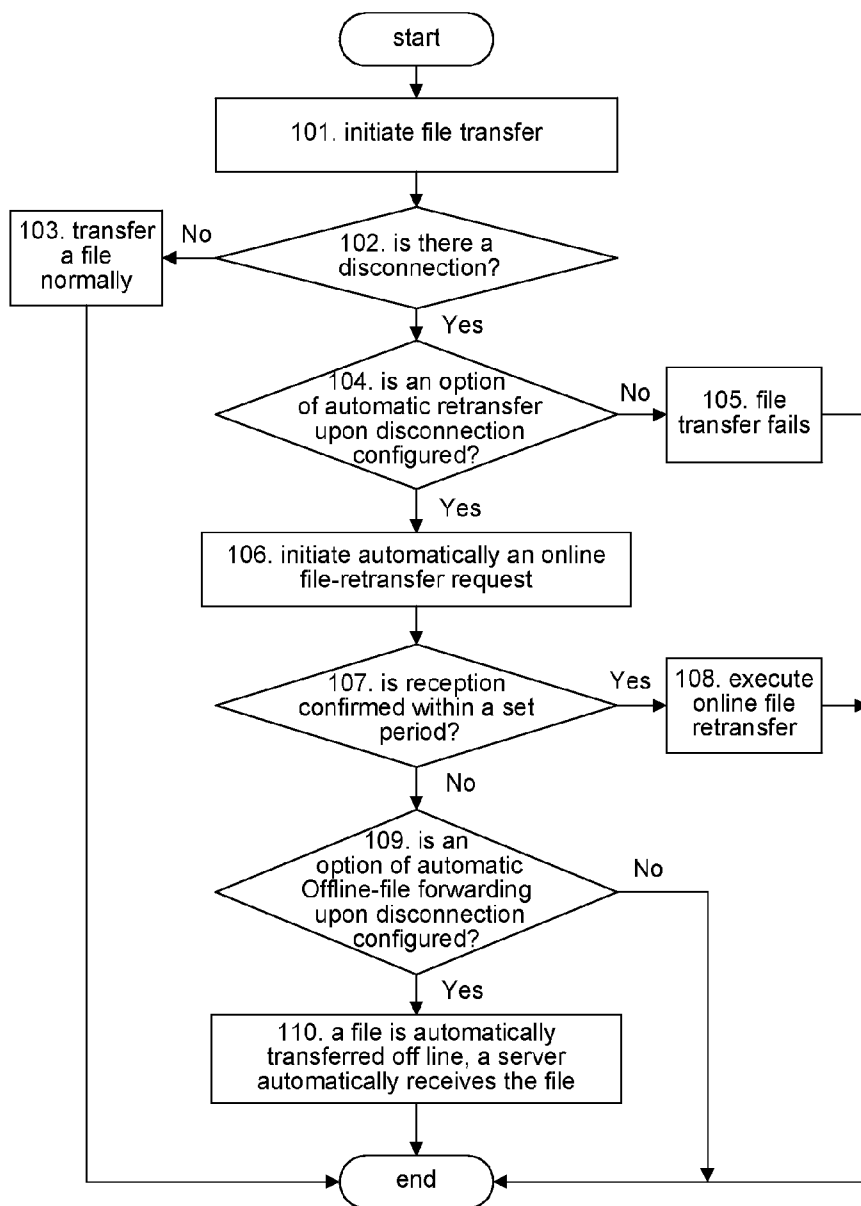 start
101. initiate file transfer
103. transfer
a file
normally
No
102. is there a
disconnection?
Yes
104. is an option
of automatic retransfer
upon disconnection
configured?
No
105. file
transfer fails
Yes
106. initiate automatically an online
file-retransfer request
107. is reception
confirmed within a set
period?
Yes
108. execute
online file
retransfer
No
109. is an
option of automatic
Offline-file forwarding
upon disconnection
configured?
No
Yes
110. a file is automatically
transferred off line, a server
automatically receives the file
end